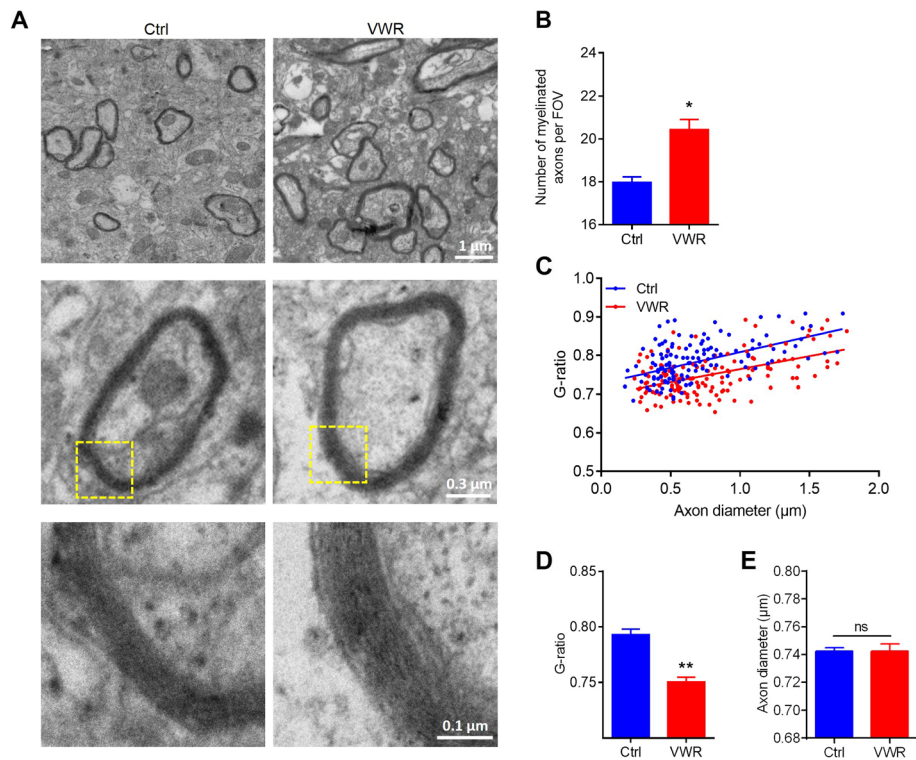 A
Ctrl
VWR
1 µm
0.3 µm
0.1 µm
B
Number of myelinated
axons per FOV
24
22
20
18
16
*
Ctrl
VWR
C
G-ratio
1.0
0.9
0.8
0.7
0.6
0.5
Ctrl
VWR
0.0
0.5
1.0
1.5
2.0
Axon diameter (µm)
D
G-ratio
0.85
0.80
0.75
**
Ctrl
VWR
E
Axon diameter (µm)
0.80
0.78
0.76
0.74
0.72
0.70
0.68
ns
Ctrl
VWR